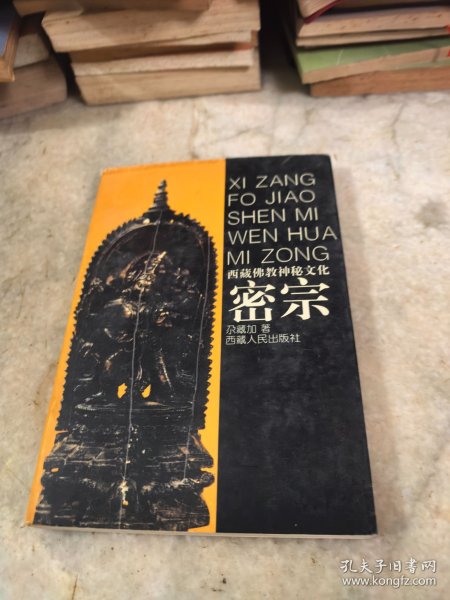 XI ZANG
FO JIAO
SHEN MI
WEN HUA
MI ZONG
西藏佛教神秘文化
密宗
尕藏加 著
西藏人民出版社
孔夫子旧书网
www.kongfz.com